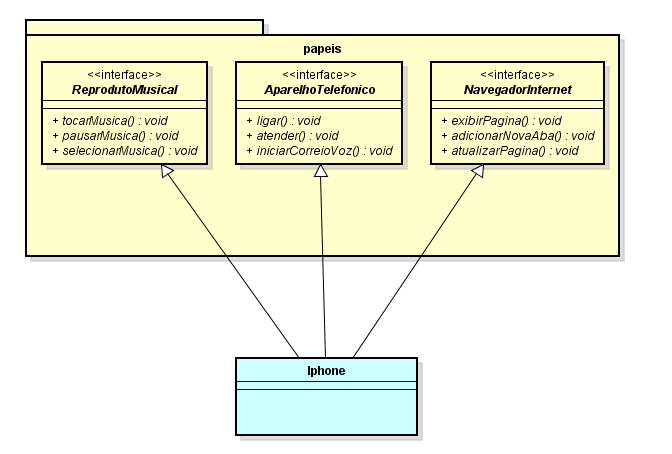 papeis
<<interface>>
ReprodutoMusical
+ tocarMusica() : void
+ pausarMusica() : void
+ selecionarMusica() : void
<<interface>>
AparelhoTelefonico
+ ligar() : void
+ atender() : void
+ iniciarCorreioVoz() : void
<<interface>>
NavegadorInternet
+ exibirPagina() : void
+ adicionarNovaAba() : void
+ atualizarPagina() : void
Iphone